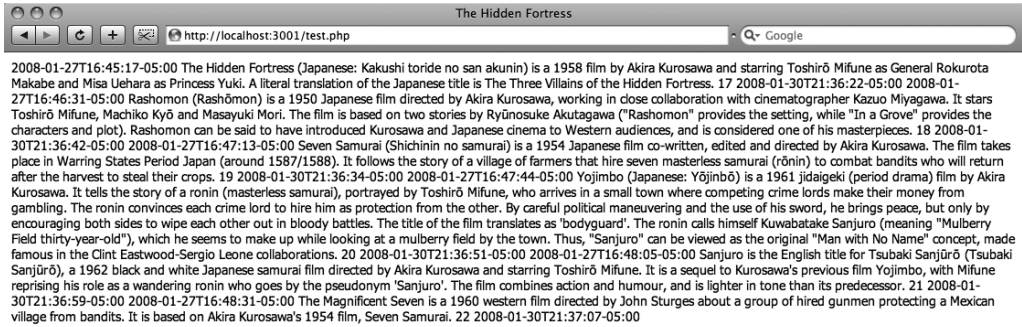 The Hidden Fortress
http://localhost:3001/test.php
Google
2008-01-27T16:45:17-05:00 The Hidden Fortress (Japanese: Kakushi toride no san akunin) is a 1958 film by Akira Kurosawa and starring Toshirō Mifune as General Rokurota
Makabe and Misa Uehara as Princess Yuki. A literal translation of the Japanese title is The Three Villains of the Hidden Fortress. 17 2008-01-30T21:36:22-05:00 2008-01-
27T16:46:31-05:00 Rashomon (Rashōmon) is a 1950 Japanese film directed by Akira Kurosawa, working in close collaboration with cinematographer Kazuo Miyagawa. It stars
Toshirō Mifune, Machiko Kyō and Masayuki Mori. The film is based on two stories by Ryūnosuke Akutagawa ("Rashomon" provides the setting, while "In a Grove" provides the
characters and plot). Rashomon can be said to have introduced Kurosawa and Japanese cinema to Western audiences, and is considered one of his masterpieces. 18 2008-01-
30T21:36:42-05:00 2008-01-27T16:47:13-05:00 Seven Samurai (Shichinin no samurai) is a 1954 Japanese film co-written, edited and directed by Akira Kurosawa. The film takes
place in Warring States Period Japan (around 1587/1588). It follows the story of a village of farmers that hire seven masterless samurai (rōnin) to combat bandits who will return
after the harvest to steal their crops. 19 2008-01-30T21:36:34-05:00 2008-01-27T16:47:44-05:00 Yojimbo (Japanese: Yōjinbō) is a 1961 jidaigeki (period drama) film by Akira
Kurosawa. It tells the story of a ronin (masterless samurai), portrayed by Toshirō Mifune, who arrives in a small town where competing crime lords make their money from
gambling. The ronin convinces each crime lord to hire him as protection from the other. By careful political maneuvering and the use of his sword, he brings peace, but only by
encouraging both sides to wipe each other out in bloody battles. The title of the film translates as 'bodyguard'. The ronin calls himself Kuwabatake Sanjuro (meaning "Mulberry
Field thirty-year-old"), which he seems to make up while looking at a mulberry field by the town. Thus, "Sanjuro" can be viewed as the original "Man with No Name" concept, made
famous in the Clint Eastwood-Sergio Leone collaborations. 20 2008-01-30T21:36:51-05:00 2008-01-27T16:48:05-05:00 Sanjuro is the English title for Tsubaki Sanjūrō (Tsubaki
Sanjūrō), a 1962 black and white Japanese samurai film directed by Akira Kurosawa and starring Toshirō Mifune. It is a sequel to Kurosawa's previous film Yojimbo, with Mifune
reprising his role as a wandering ronin who goes by the pseudonym 'Sanjuro'. The film combines action and humour, and is lighter in tone than its predecessor. 21 2008-01-
30T21:36:59-05:00 2008-01-27T16:48:31-05:00 The Magnificent Seven is a 1960 western film directed by John Sturges about a group of hired gunmen protecting a Mexican
village from bandits. It is based on Akira Kurosawa's 1954 film, Seven Samurai. 22 2008-01-30T21:37:07-05:00